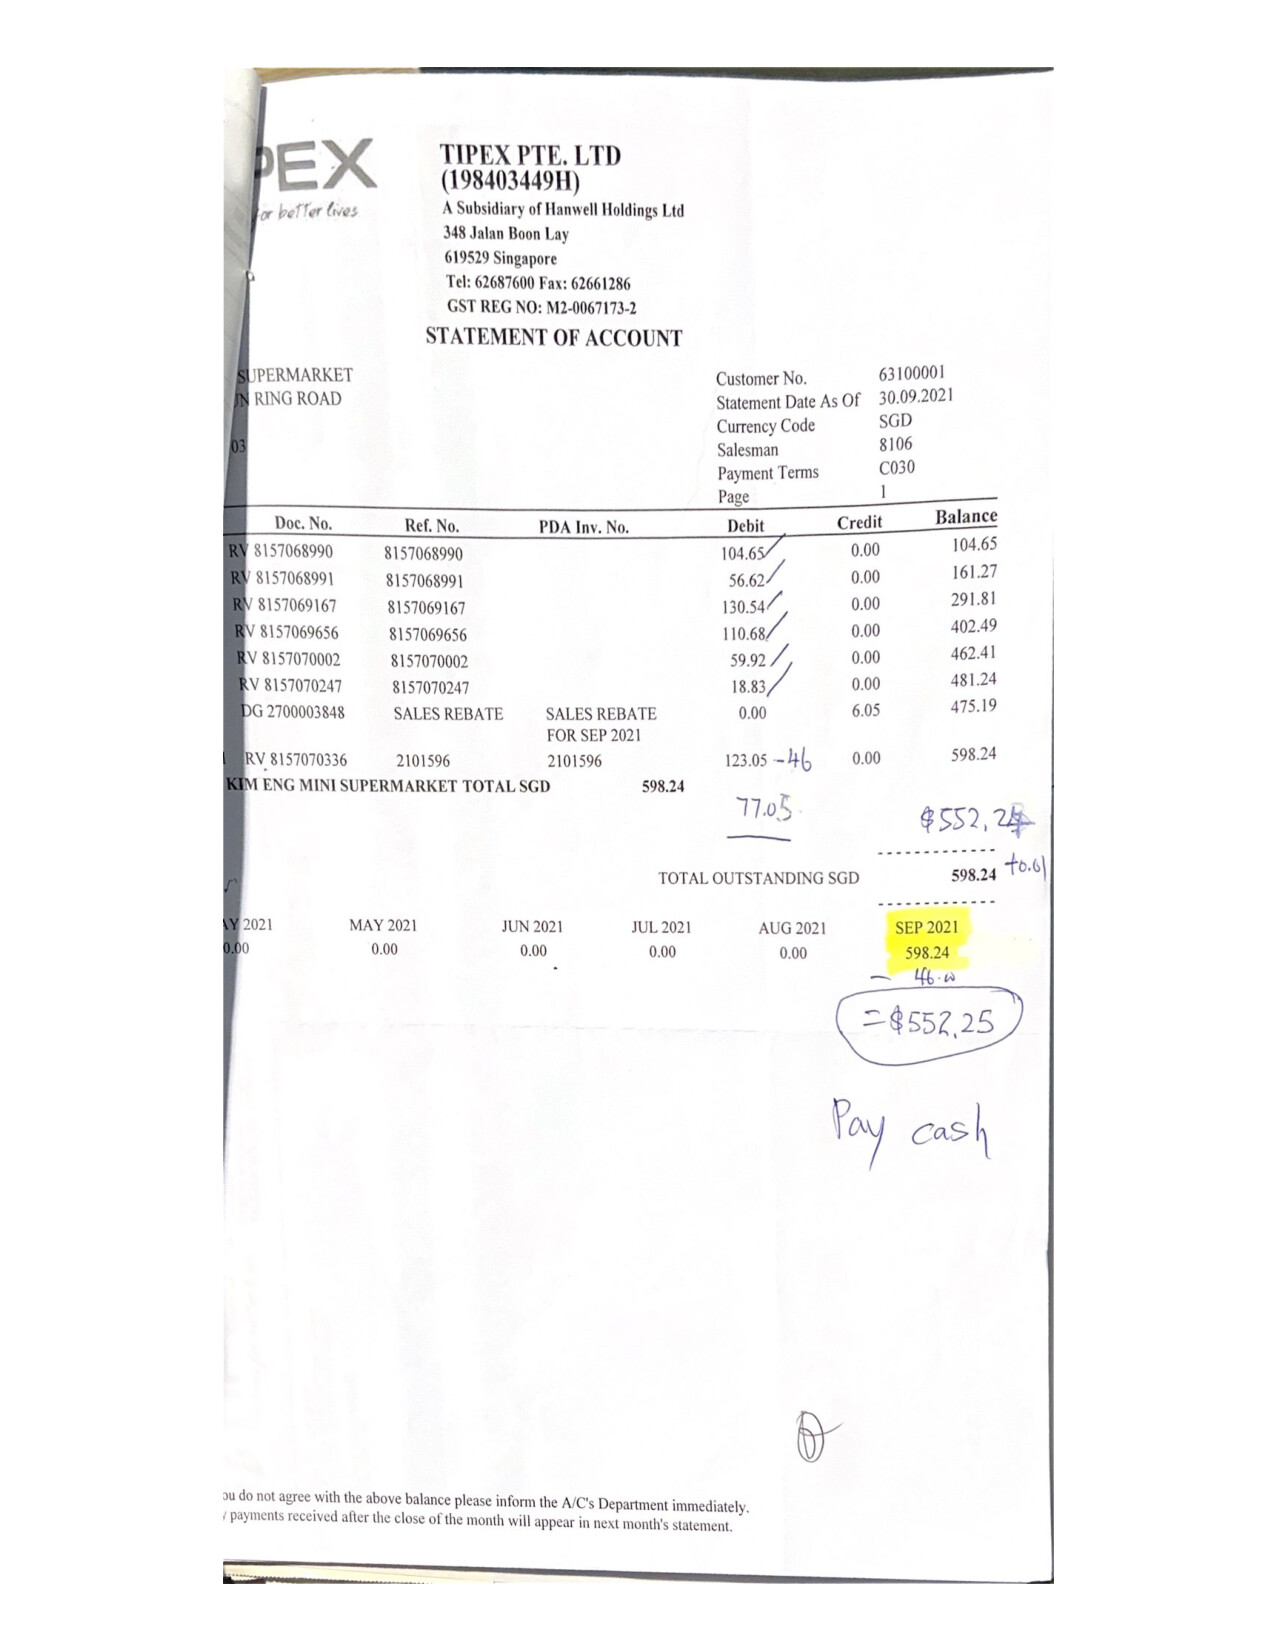 PEX
for better lives
TIPEX PTE. LTD
(198403449H)
A Subsidiary of Hanwell Holdings Ltd
348 Jalan Boon Lay
619529 Singapore
Tel: 62687600 Fax: 62661286
GST REG NO: M2-0067173-2
STATEMENT OF ACCOUNT
SUPERMARKET
RING ROAD
03
Customer No. 63100001
Statement Date As Of 30.09.2021
Currency Code SGD
Salesman 8106
Payment Terms C030
Page 1
Doc. No. Ref. No. PDA Inv. No. Debit Credit Balance
RV 8157068990 8157068990 104.65 0.00 104.65
RV 8157068991 8157068991 56.62 0.00 161.27
RV 8157069167 8157069167 130.54 0.00 291.81
RV 8157069656 8157069656 110.68 0.00 402.49
RV 8157070002 8157070002 59.92 0.00 462.41
RV 8157070247 8157070247 18.83 0.00 481.24
DG 2700003848 SALES REBATE SALES REBATE 0.00 6.05 475.19
FOR SEP 2021
RV 8157070336 2101596 2101596 123.05 -46 0.00 598.24
KIM ENG MINI SUPERMARKET TOTAL SGD 598.24
77.05
$552.24
TOTAL OUTSTANDING SGD 598.24 +0.01
AY 2021 MAY 2021 JUN 2021 JUL 2021 AUG 2021 SEP 2021
0.00 0.00 0.00 0.00 0.00 598.24
- 46.00
=$552.25
Pay cash
ou do not agree with the above balance please inform the A/C's Department immediately.
payments received after the close of the month will appear in next month's statement.